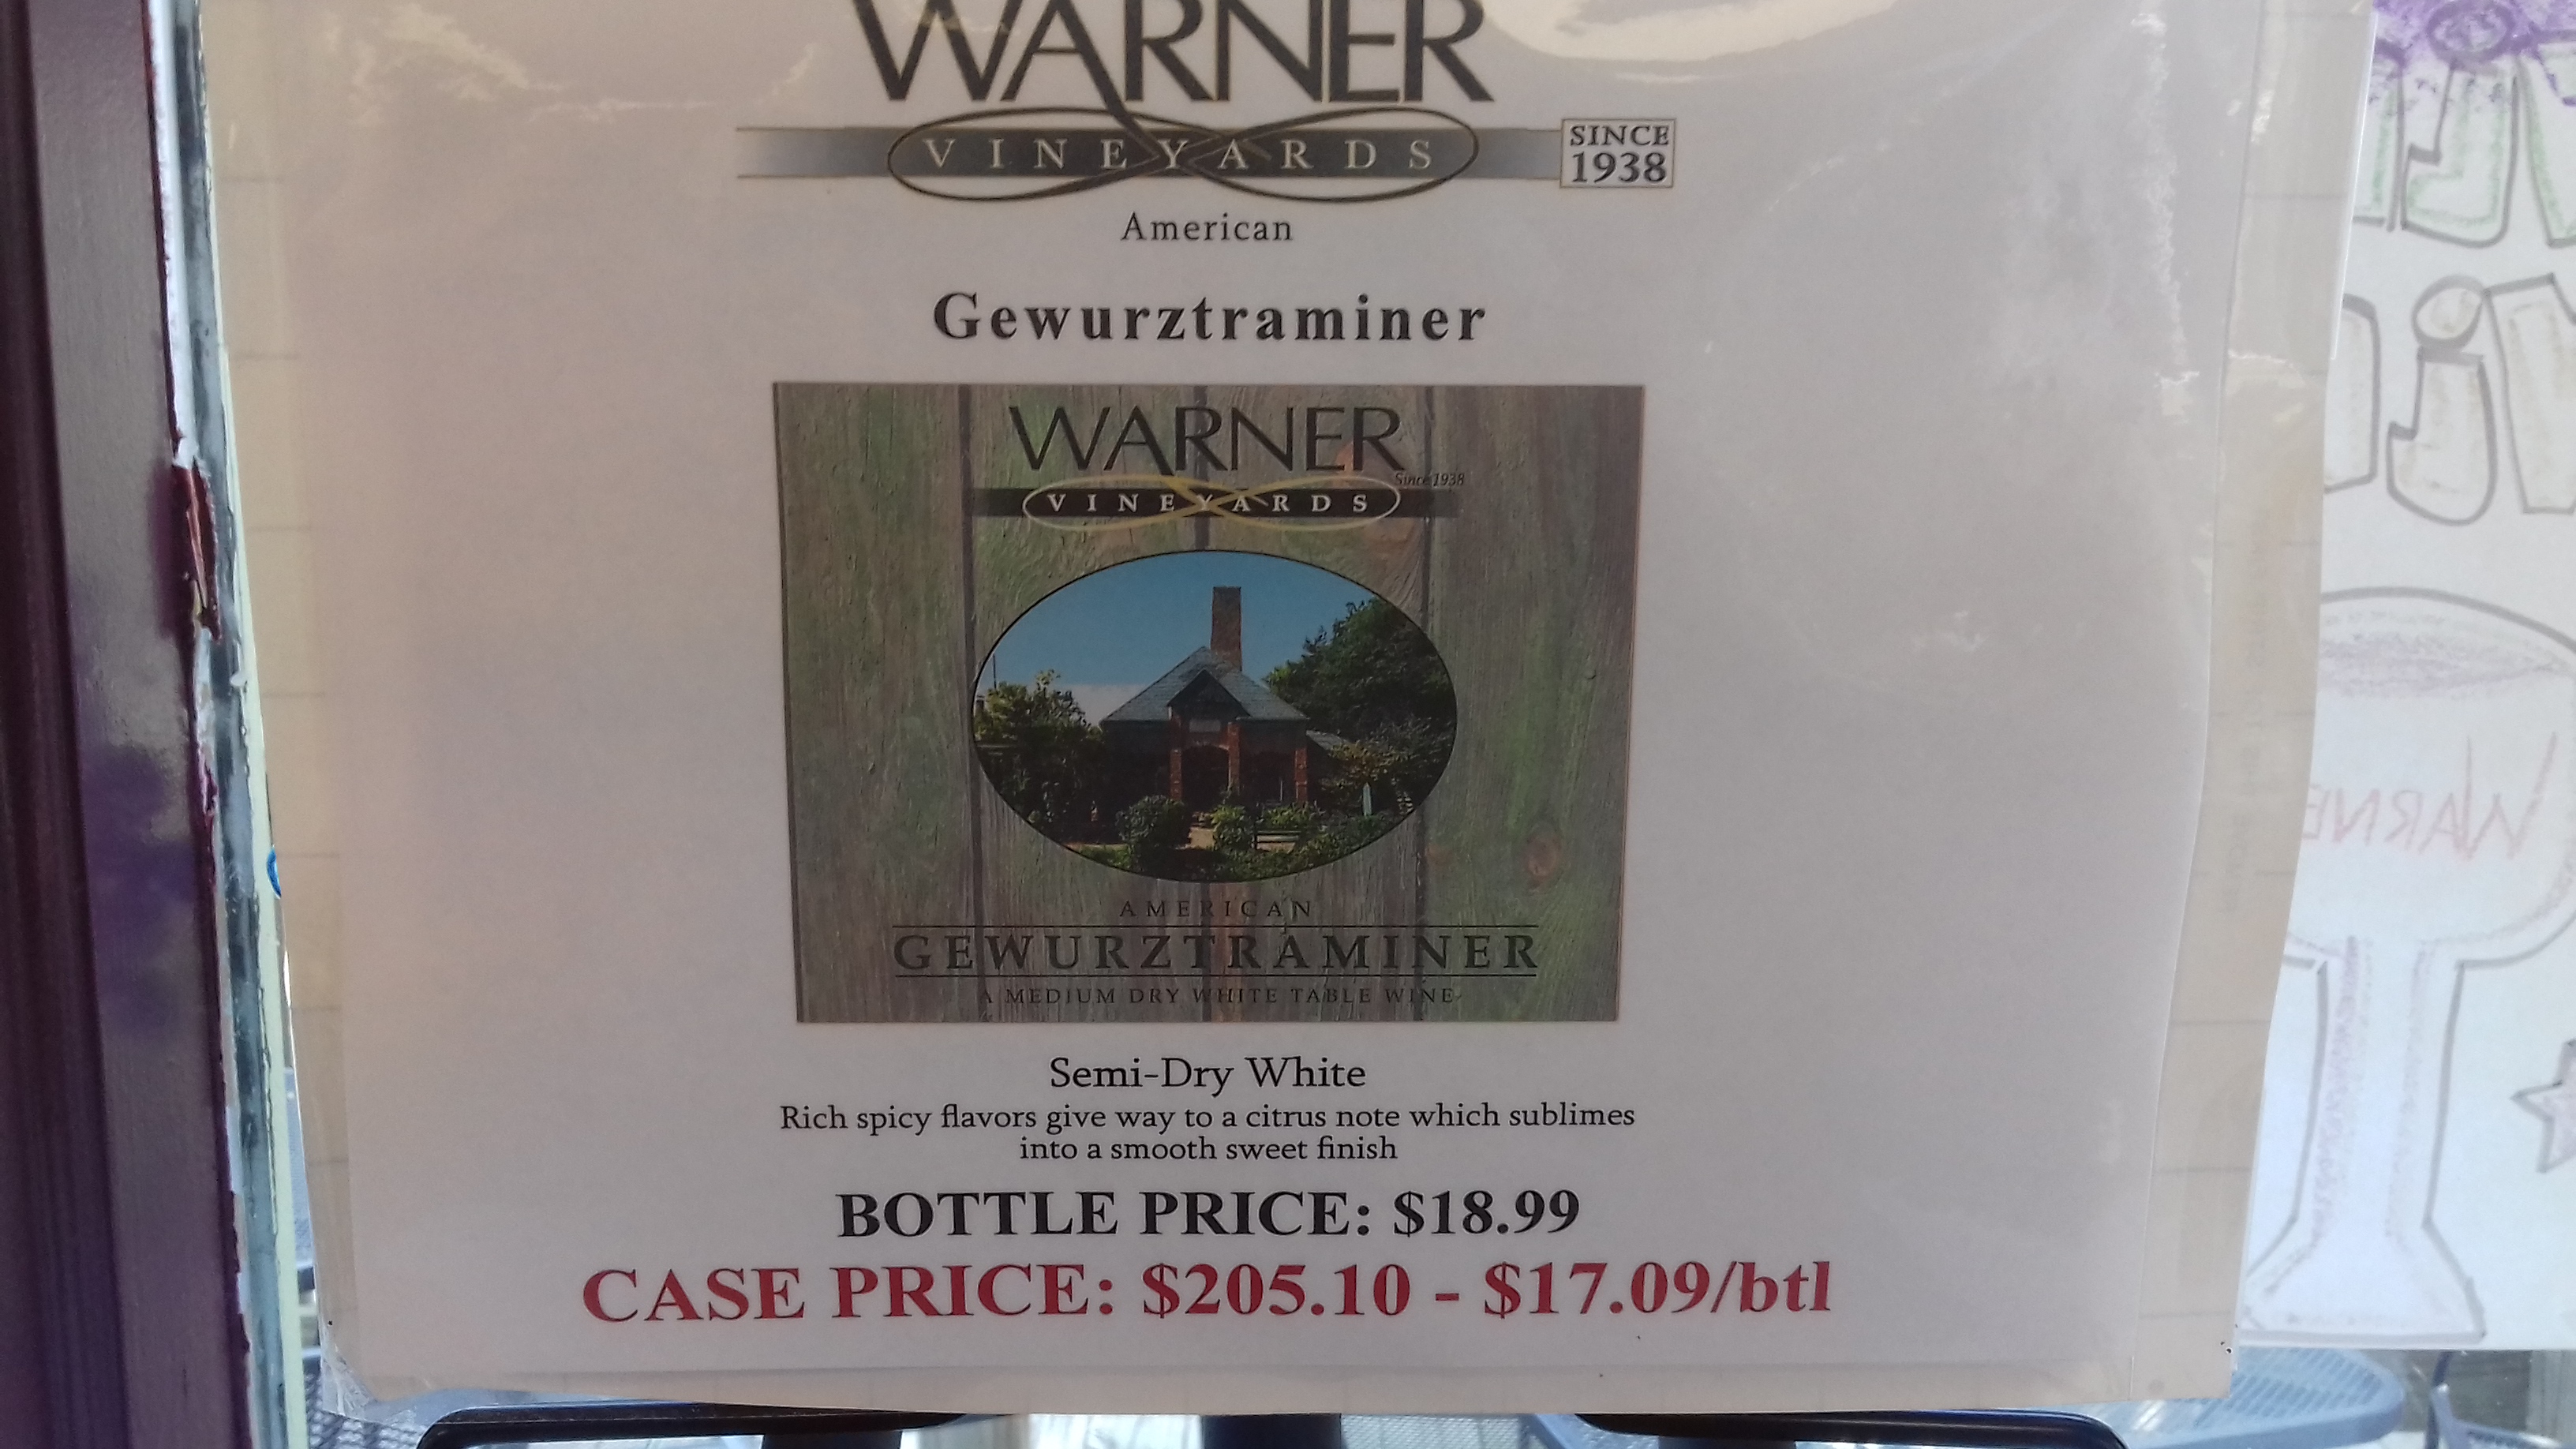 WARNER
VINEYARDS
SINCE
1938
American
Gewurztraminer
WARNER
Since 1938
VINEYARDS
AMERICAN
GEWURZTRAMINER
A MEDIUM DRY WHITE TABLE WINE
Semi-Dry White
Rich spicy flavors give way to a citrus note which sublimes
into a smooth sweet finish
BOTTLE PRICE: $18.99
CASE PRICE: $205.10 - $17.09/btl